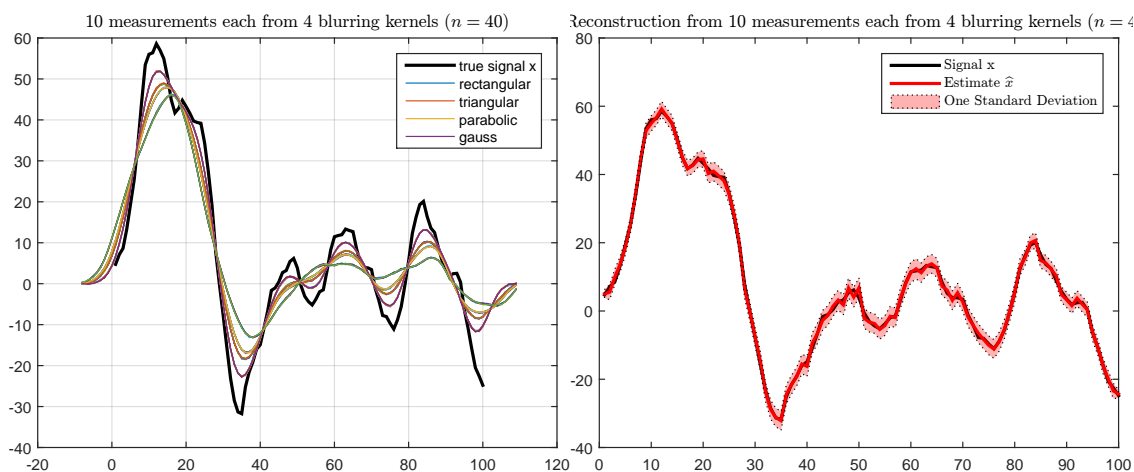 10 measurements each from 4 blurring kernels (n = 40)
60
50
40
30
20
10
0
-10
-20
-30
-40
-20 0 20 40 60 80 100 120
true signal x
rectangular
triangular
parabolic
gauss
Reconstruction from 10 measurements each from 4 blurring kernels (n = 4
80
60
40
20
0
-20
-40
0 10 20 30 40 50 60 70 80 90 100
Signal x
Estimate x̂
One Standard Deviation